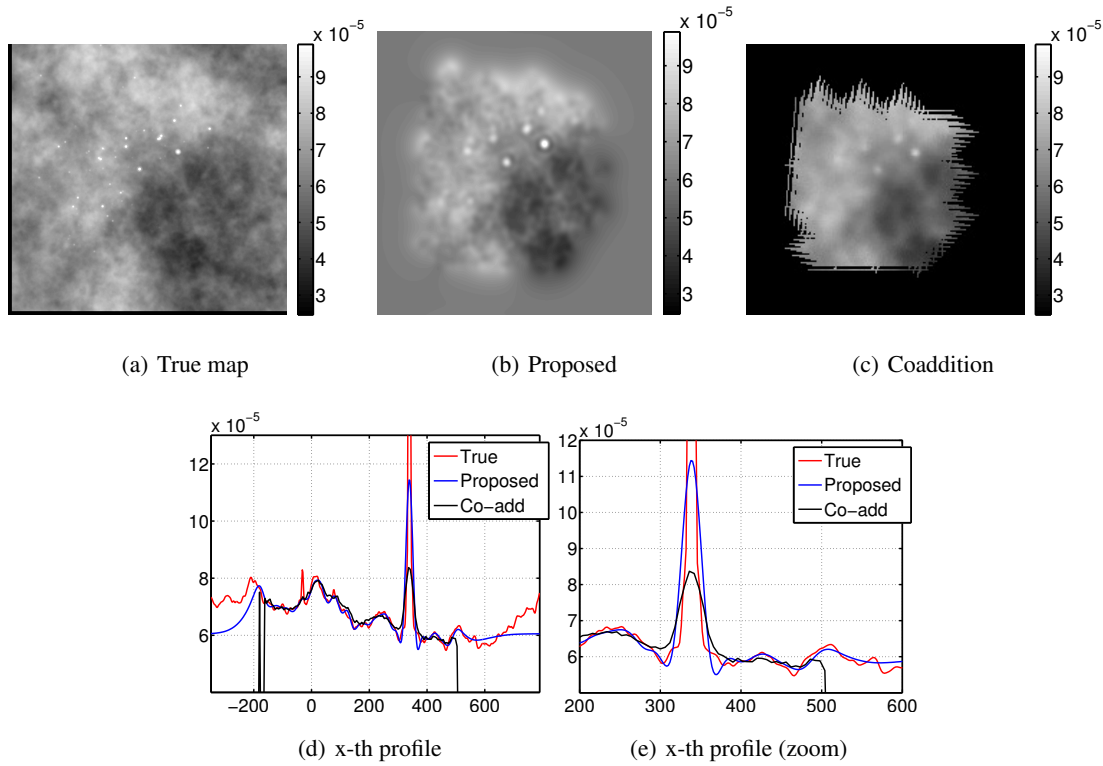 x 10⁻⁵
x 10⁻⁵
x 10⁻⁵
9
8
7
6
5
4
3
9
8
7
6
5
4
3
9
8
7
6
5
4
3
(a) True map
(b) Proposed
(c) Coaddition
x 10⁻⁵
12
10
8
6
−200 0 200 400 600
True
Proposed
Co−add
(d) x-th profile
x 10⁻⁵
12
11
10
9
8
7
6
5
200 300 400 500 600
True
Proposed
Co−add
(e) x-th profile (zoom)